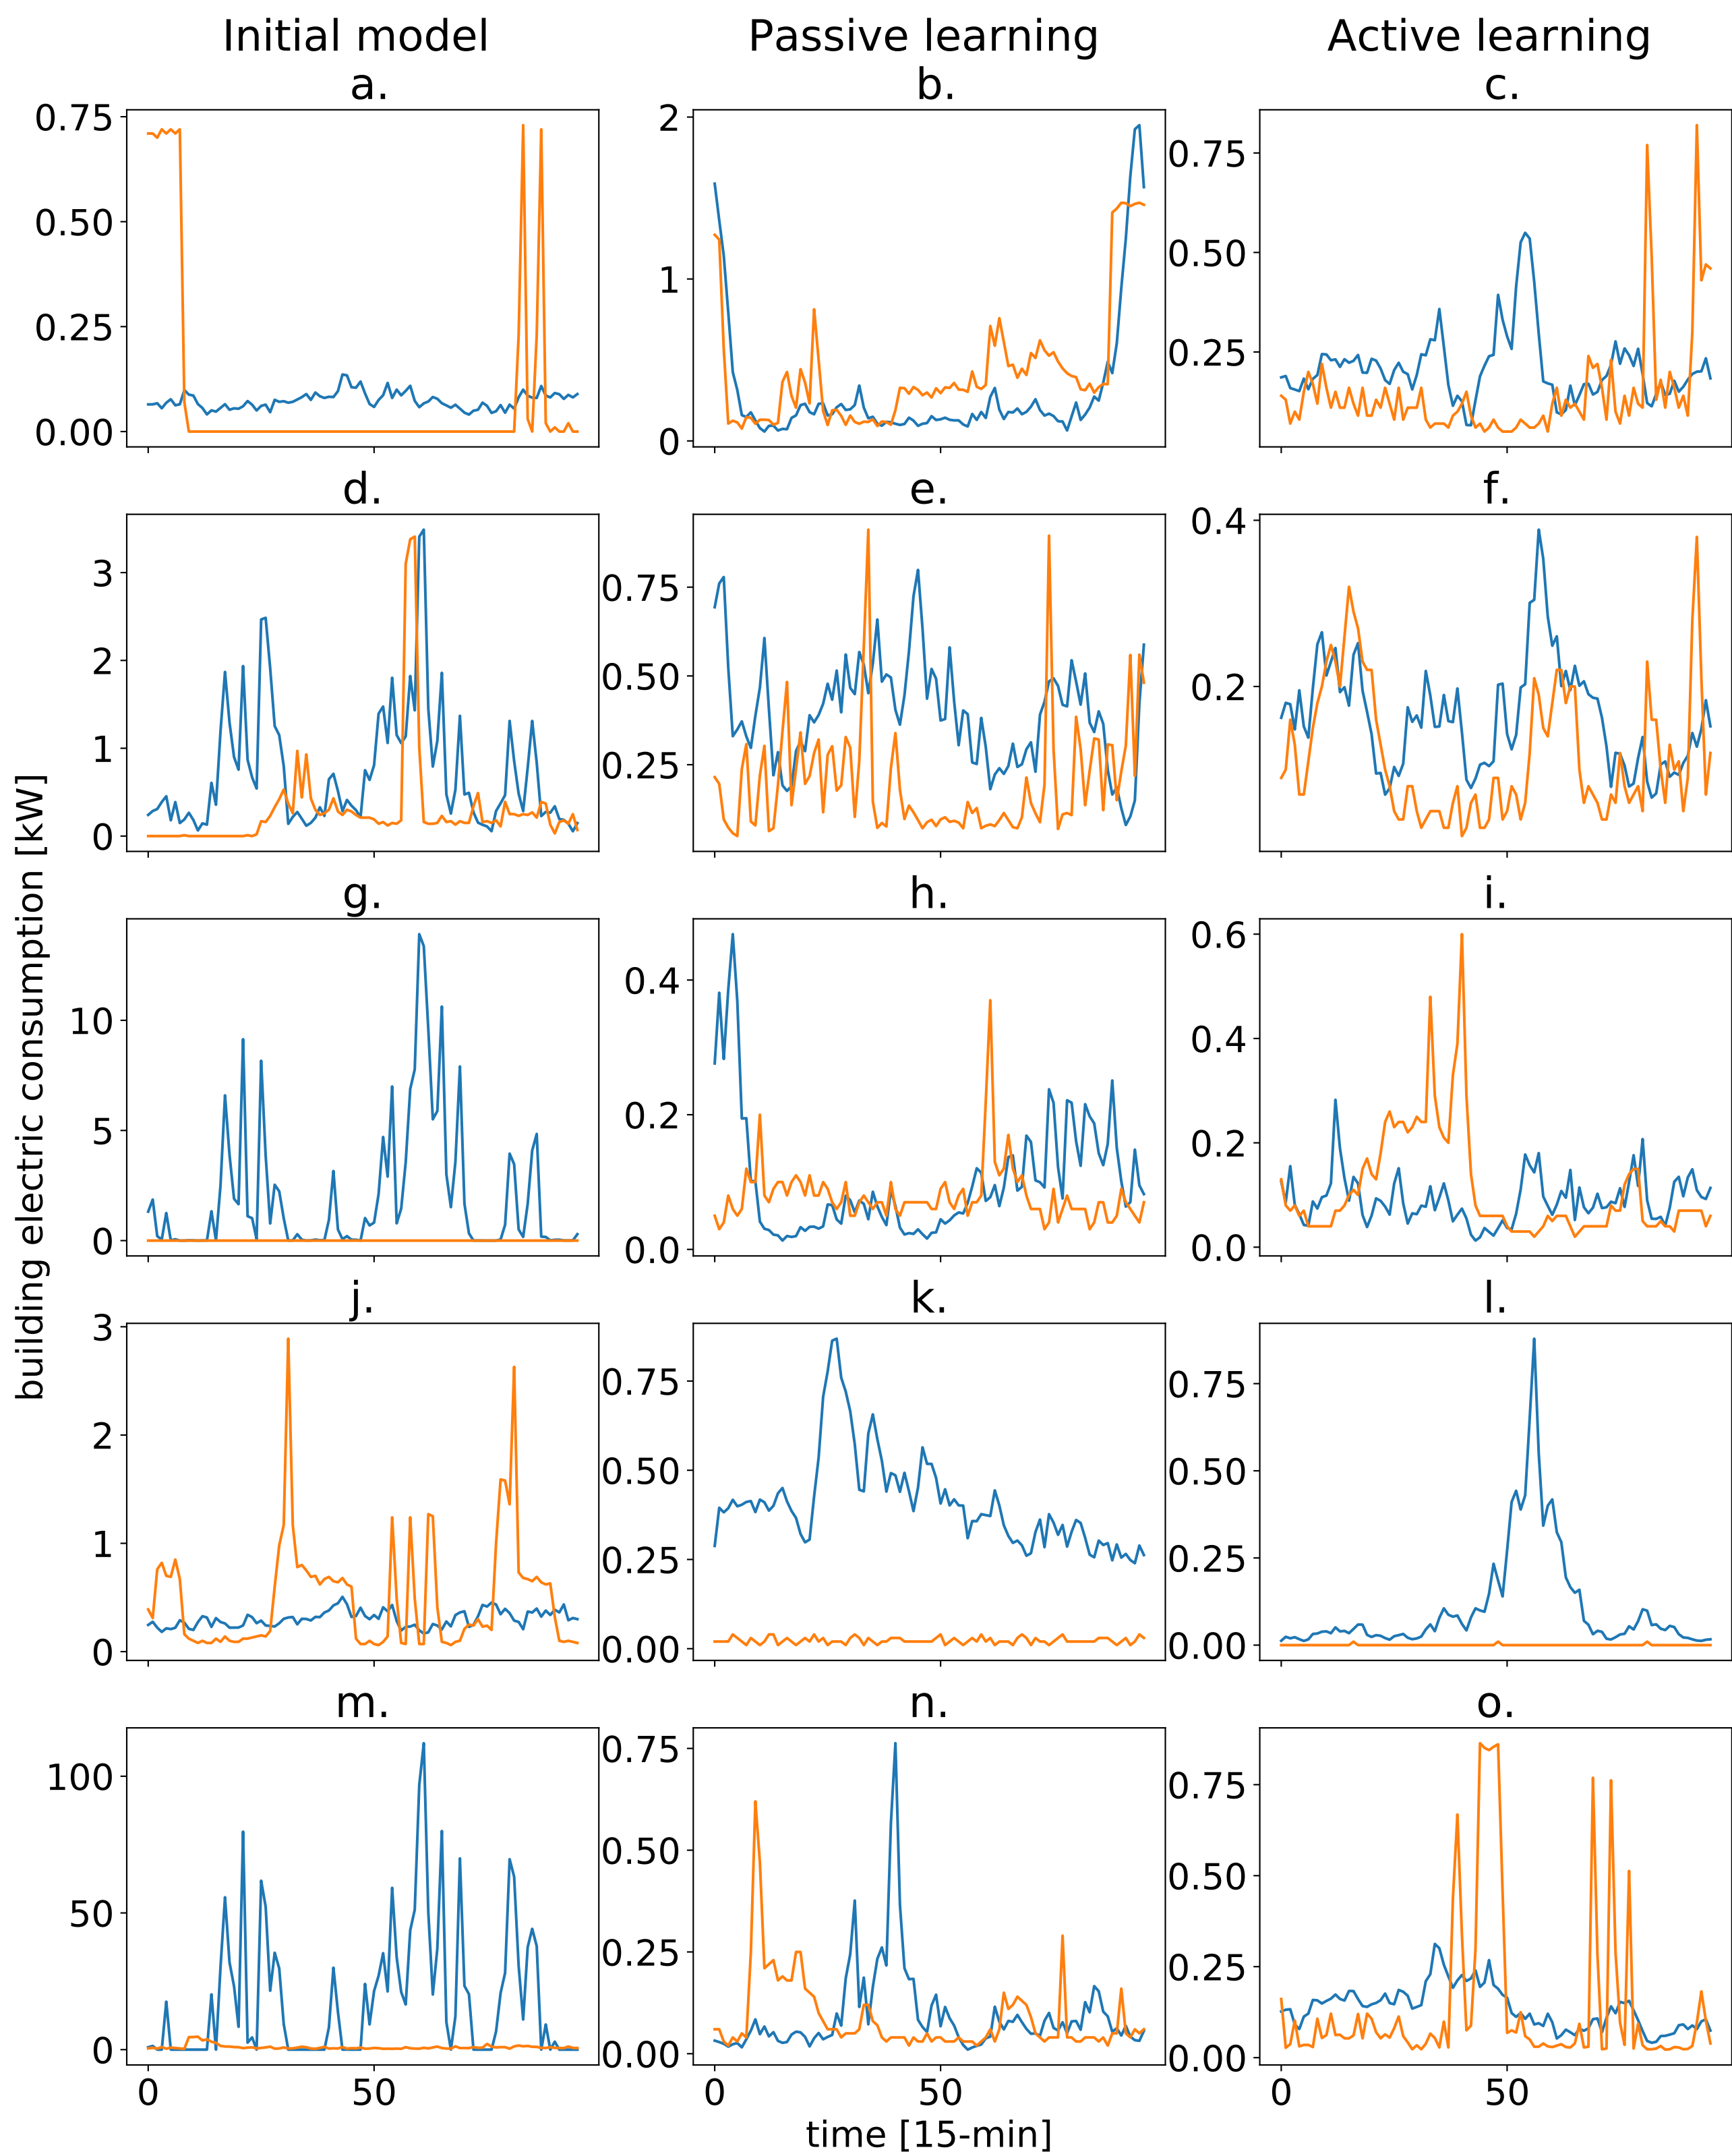 Initial model Passive learning Active learning
a. b. c.
0.75 2 0.75
0.50 1 0.50
0.25 0 0.25
0.00
d. e. f.
3 0.75 0.4
2 0.50 0.2
1 0.25
0
g. h. i.
10 0.4 0.6
5 0.2 0.4
0 0.0 0.2
0.0
j. k. l.
3 0.75 0.75
2 0.50 0.50
1 0.25 0.25
0 0.00 0.00
m. n. o.
100 0.75 0.75
50 0.50 0.50
0 0.25 0.25
0.00 0.00
0 50 0 50 0 50
time [15-min]
building electric consumption [kW]